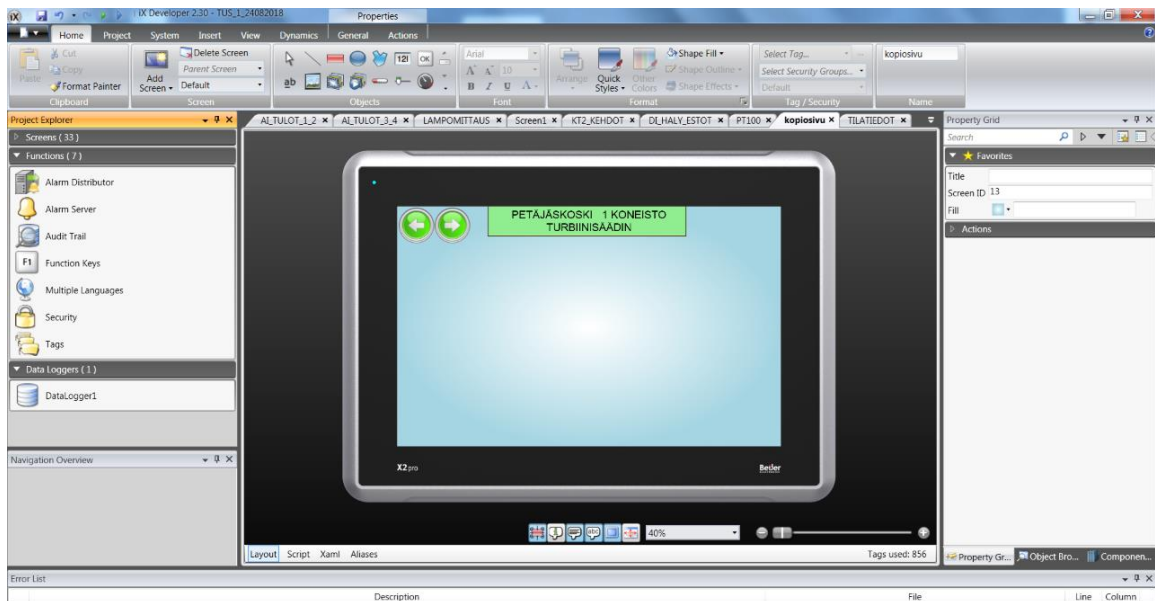 iX Developer 2.30 - TUS_1_24082018
Properties
Home Project System Insert View Dynamics General Actions
Cut
Copy
Paste
Format Painter
Clipboard
Add Screen
Delete Screen
Parent Screen
Default
Screen
ab
123
OK
Objects
Arial
10
B I U A
Font
Arrange
Quick Styles
Other Colors
Shape Fill
Shape Outline
Shape Effects
Format
Select Tag...
Select Security Groups...
Default
Tag / Security
kopiosivu
Name
Project Explorer
Screens ( 33 )
Functions ( 7 )
Alarm Distributor
Alarm Server
Audit Trail
F1 Function Keys
Multiple Languages
Security
Tags
Data Loggers ( 1 )
DataLogger1
Navigation Overview
AI_TULOT_1_2 AI_TULOT_3_4 LAMPOMITTAUS Screen1 KT2_KEHDOT DI_HALY_ESTOT PT100 kopiosivu TILATIEDOT
PETÄJÄSKOSKI 1 KONEISTO
TURBIINISÄÄDIN
X2 pro
Beijer
40%
Layout Script Xaml Aliases
Tags used: 856
Property Grid
Search
Favorites
Title
Screen ID 13
Fill
Actions
Property Gr... Object Bro... Componen...
Error List
Description File Line Column